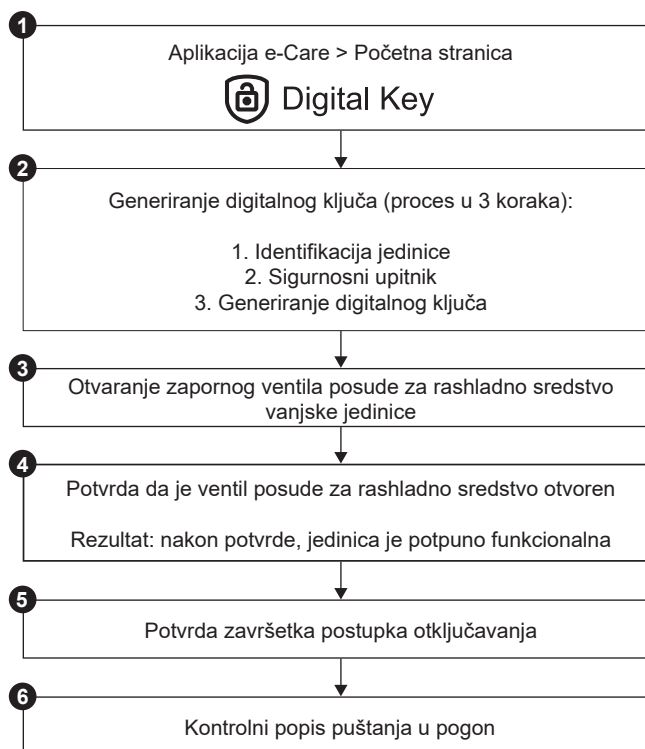 1
Aplikacija e-Care > Početna stranica
Digital Key
2
Generiranje digitalnog ključa (proces u 3 koraka):
1. Identifikacija jedinice
2. Sigurnosni upitnik
3. Generiranje digitalnog ključa
3
Otvaranje zapornog ventila posude za rashladno sredstvo
vanjske jedinice
4
Potvrda da je ventil posude za rashladno sredstvo otvoren
Rezultat: nakon potvrde, jedinica je potpuno funkcionalna
5
Potvrda završetka postupka otključavanja
6
Kontrolni popis puštanja u pogon